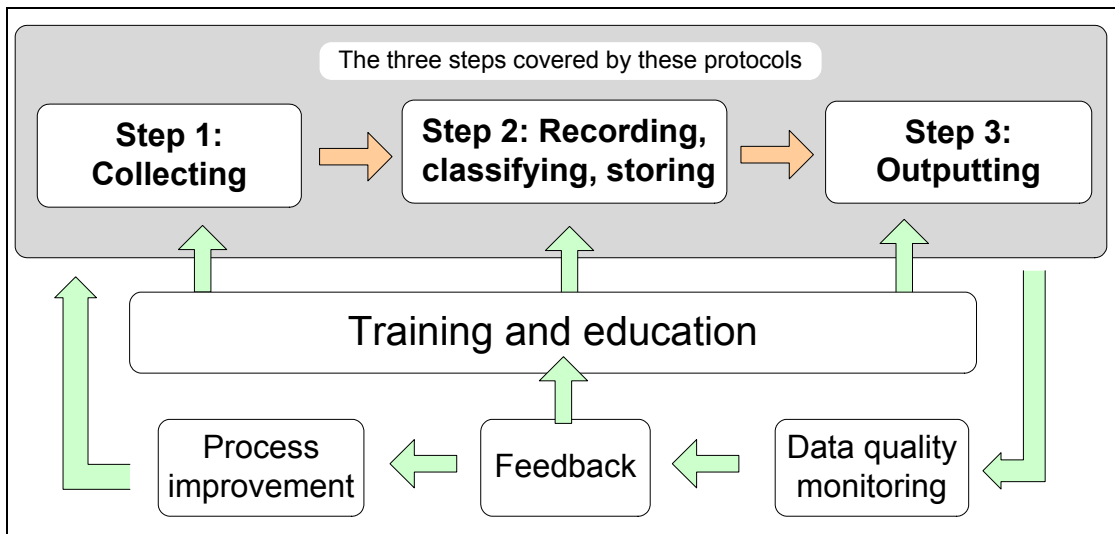 The three steps covered by these protocols
Step 1:
Collecting
Step 2: Recording,
classifying, storing
Step 3:
Outputting
Training and education
Process
improvement
Feedback
Data quality
monitoring